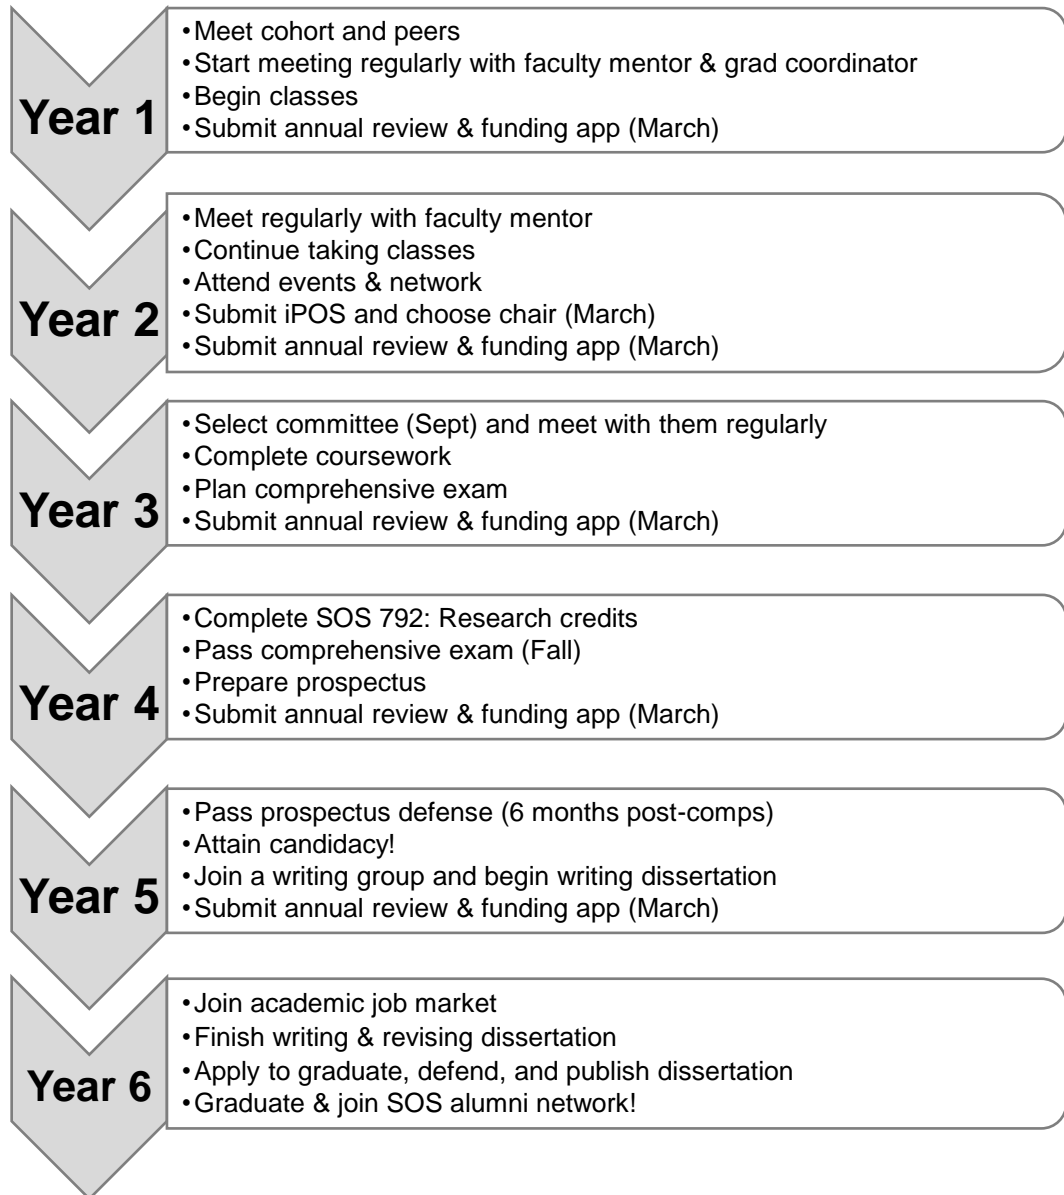 Year 1
•Meet cohort and peers
•Start meeting regularly with faculty mentor & grad coordinator
•Begin classes
•Submit annual review & funding app (March)
Year 2
•Meet regularly with faculty mentor
•Continue taking classes
•Attend events & network
•Submit iPOS and choose chair (March)
•Submit annual review & funding app (March)
Year 3
•Select committee (Sept) and meet with them regularly
•Complete coursework
•Plan comprehensive exam
•Submit annual review & funding app (March)
Year 4
•Complete SOS 792: Research credits
•Pass comprehensive exam (Fall)
•Prepare prospectus
•Submit annual review & funding app (March)
Year 5
•Pass prospectus defense (6 months post-comps)
•Attain candidacy!
•Join a writing group and begin writing dissertation
•Submit annual review & funding app (March)
Year 6
•Join academic job market
•Finish writing & revising dissertation
•Apply to graduate, defend, and publish dissertation
•Graduate & join SOS alumni network!